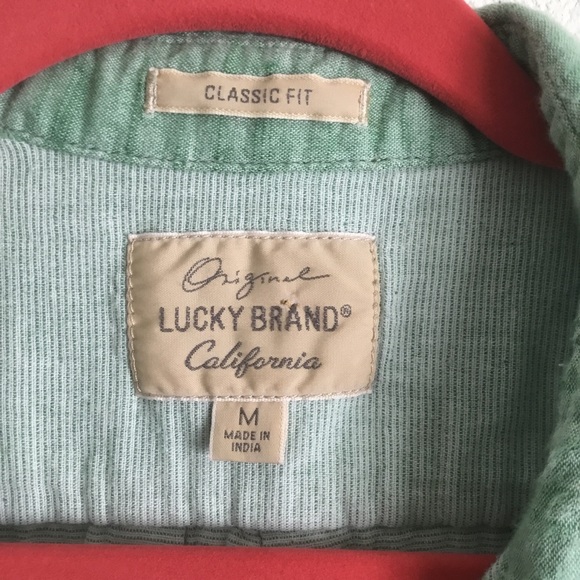 CLASSIC FIT
Original
LUCKY BRAND®
California
M
MADE IN
INDIA